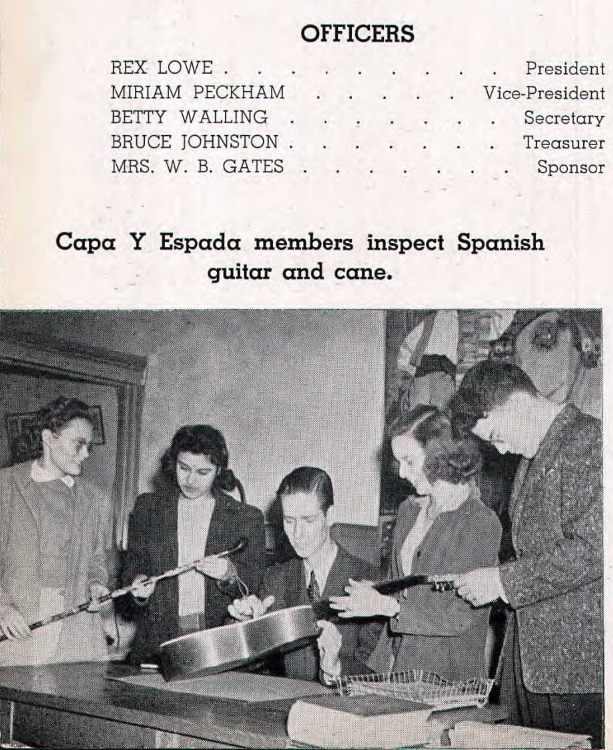 OFFICERS
REX LOWE . . . . . . . . . . President
MIRIAM PECKHAM . . . . . Vice-President
BETTY WALLING . . . . . . . Secretary
BRUCE JOHNSTON . . . . . . . Treasurer
MRS. W. B. GATES . . . . . . . Sponsor
Capa Y Espada members inspect Spanish
guitar and cane.